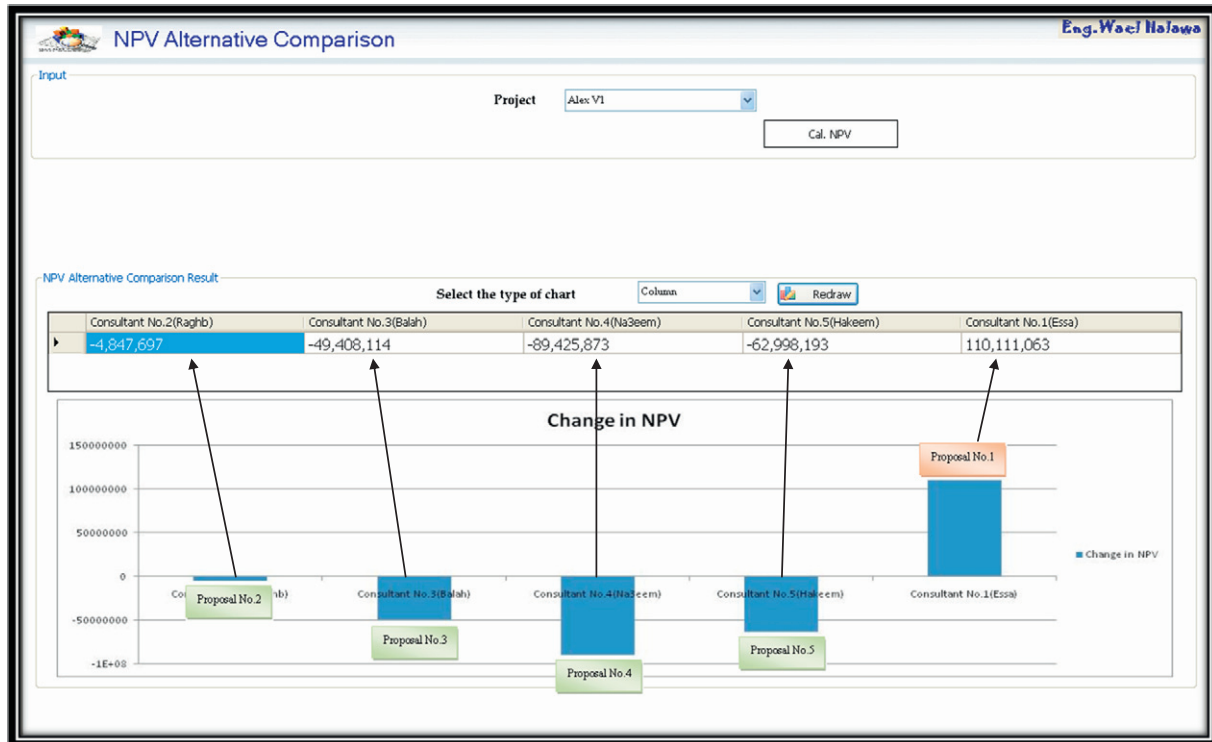 NPV Alternative Comparison
Eng.Wael Halawa
Input
Project Alex V1
Cal. NPV
NPV Alternative Comparison Result
Select the type of chart Column Redraw
Consultant No.2(Raghb) Consultant No.3(Balah) Consultant No.4(Na3eem) Consultant No.5(Hakeem) Consultant No.1(Essa)
-4,847,697 -49,408,114 -89,425,873 -62,998,193 110,111,063
Change in NPV
150000000
Proposal No.1
100000000
50000000
Change in NPV
0
Proposal No.2 Consultant No.3(Balah) Consultant No.4(Na3eem) Consultant No.5(Hakeem) Consultant No.1(Essa)
-50000000
Proposal No.3
Proposal No.5
-1E+08
Proposal No.4